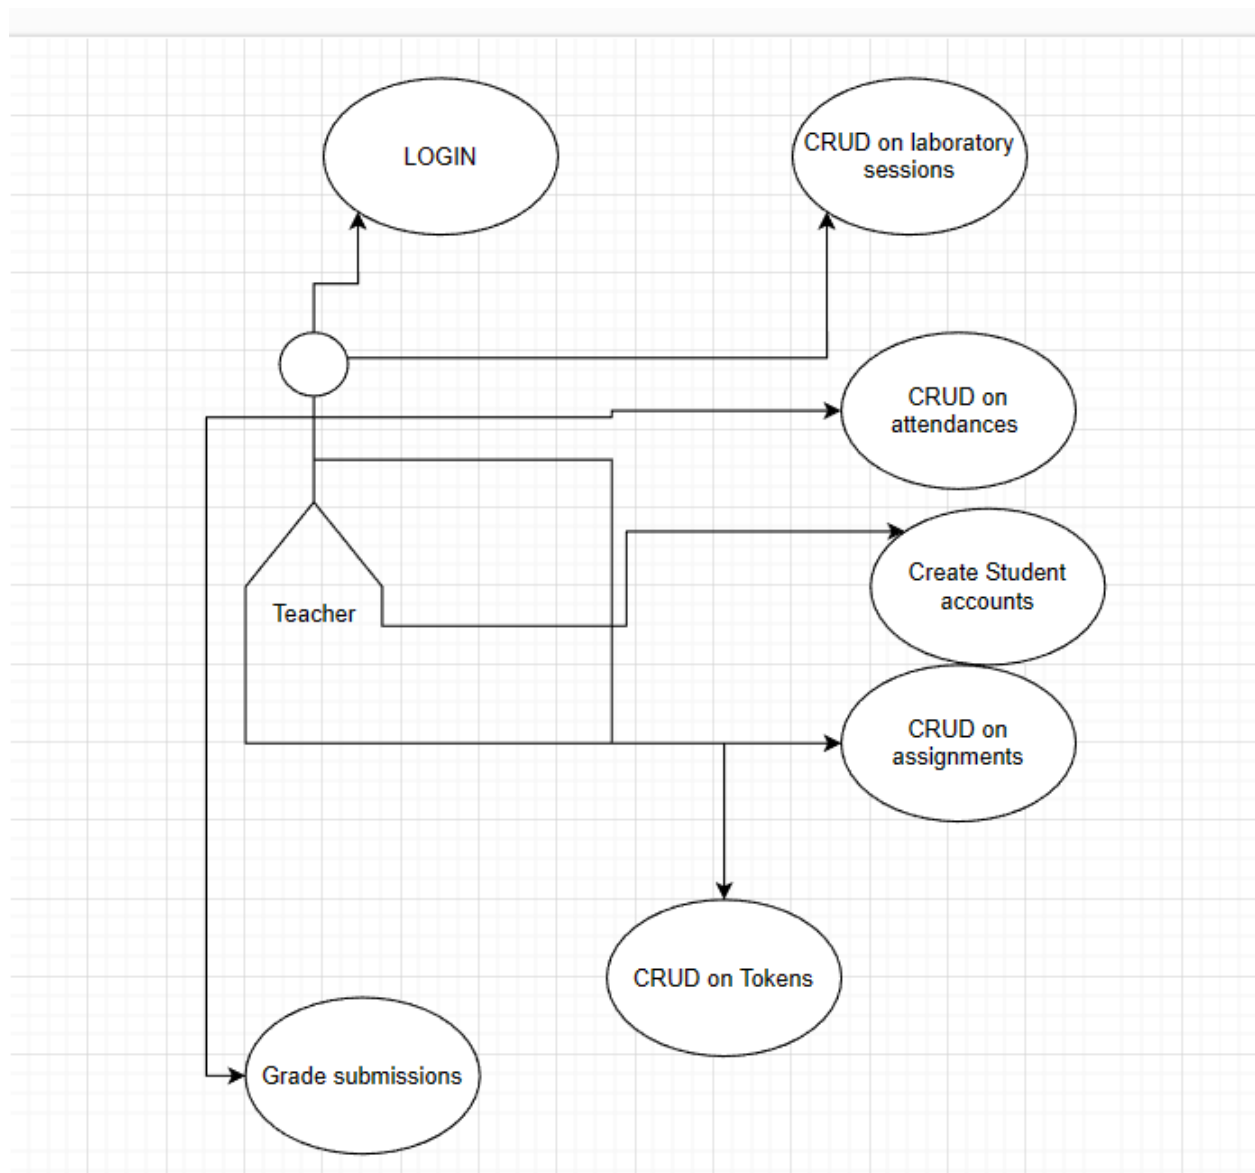 LOGIN
CRUD on laboratory
sessions
CRUD on
attendances
Create Student
accounts
Teacher
CRUD on
assignments
CRUD on Tokens
Grade submissions